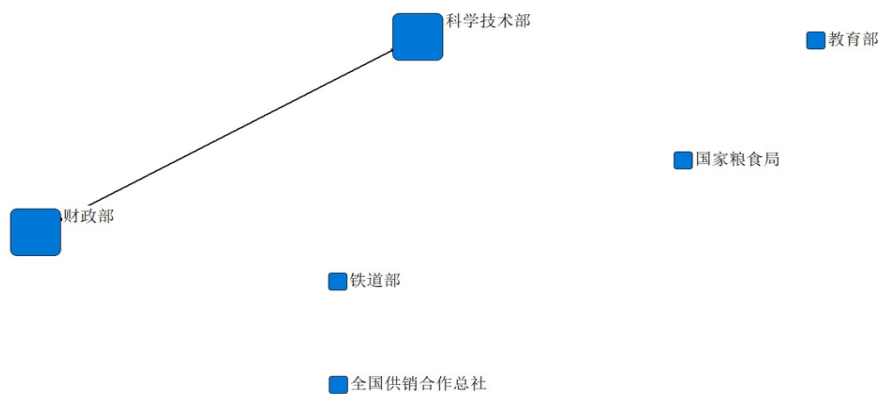 科学技术部
教育部
国家粮食局
财政部
铁道部
全国供销合作总社